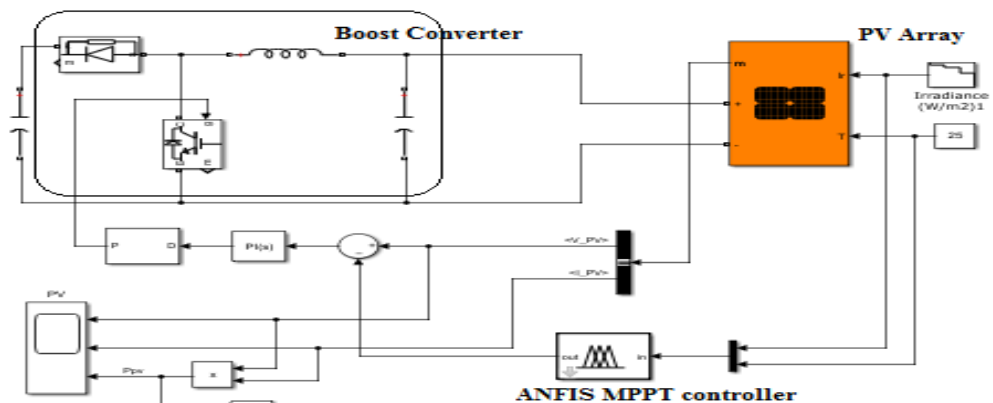 Boost Converter
PV Array
m
Ir
+
Irradiance
(W/m2)1
T
25
-
m
g
C
E
P
D
PI(s)
+
-
<V_PV>
<I_PV>
PV
out
in
Ppv
x
ANFIS MPPT controller